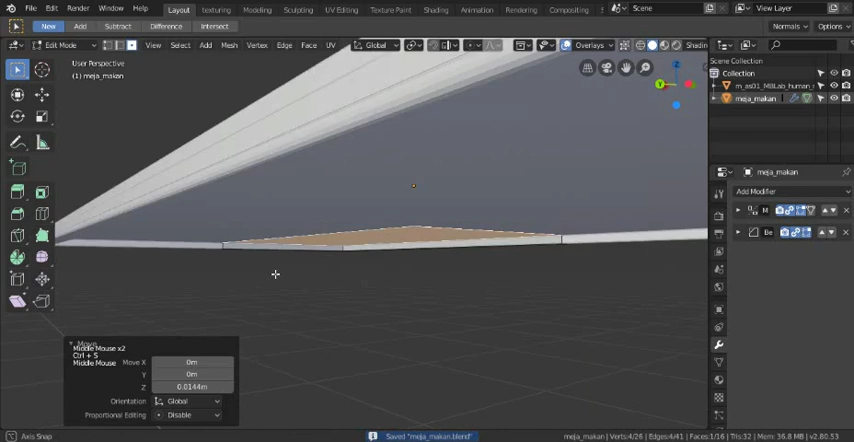 File Edit Render Window Help Layout texturing Modeling Sculpting UV Editing Texture Paint Shading Animation Rendering Compositing Scene View Layer
New Add Subtract Difference Intersect Normals Options
Edit Mode View Select Add Mesh Vertex Edge Face UV Global Overlays Shadin
User Perspective
(1) meja_makan
Z
Y
Scene Collection
Collection
m_as01_MBLab_human_s
meja_makan
meja_makan
Add Modifier
M
Be
Move
Middle Mouse x2
Ctrl + S
Middle Mouse Move X 0m
Y 0m
Z 0.0144m
Orientation Global
Proportional Editing Disable
Axis Snap Saved "meja_makan.blend" meja_makan | Verts:4/26 | Edges:4/41 | Faces:1/16 | Tris:32 | Mem: 36.8 MB | v2.80.53